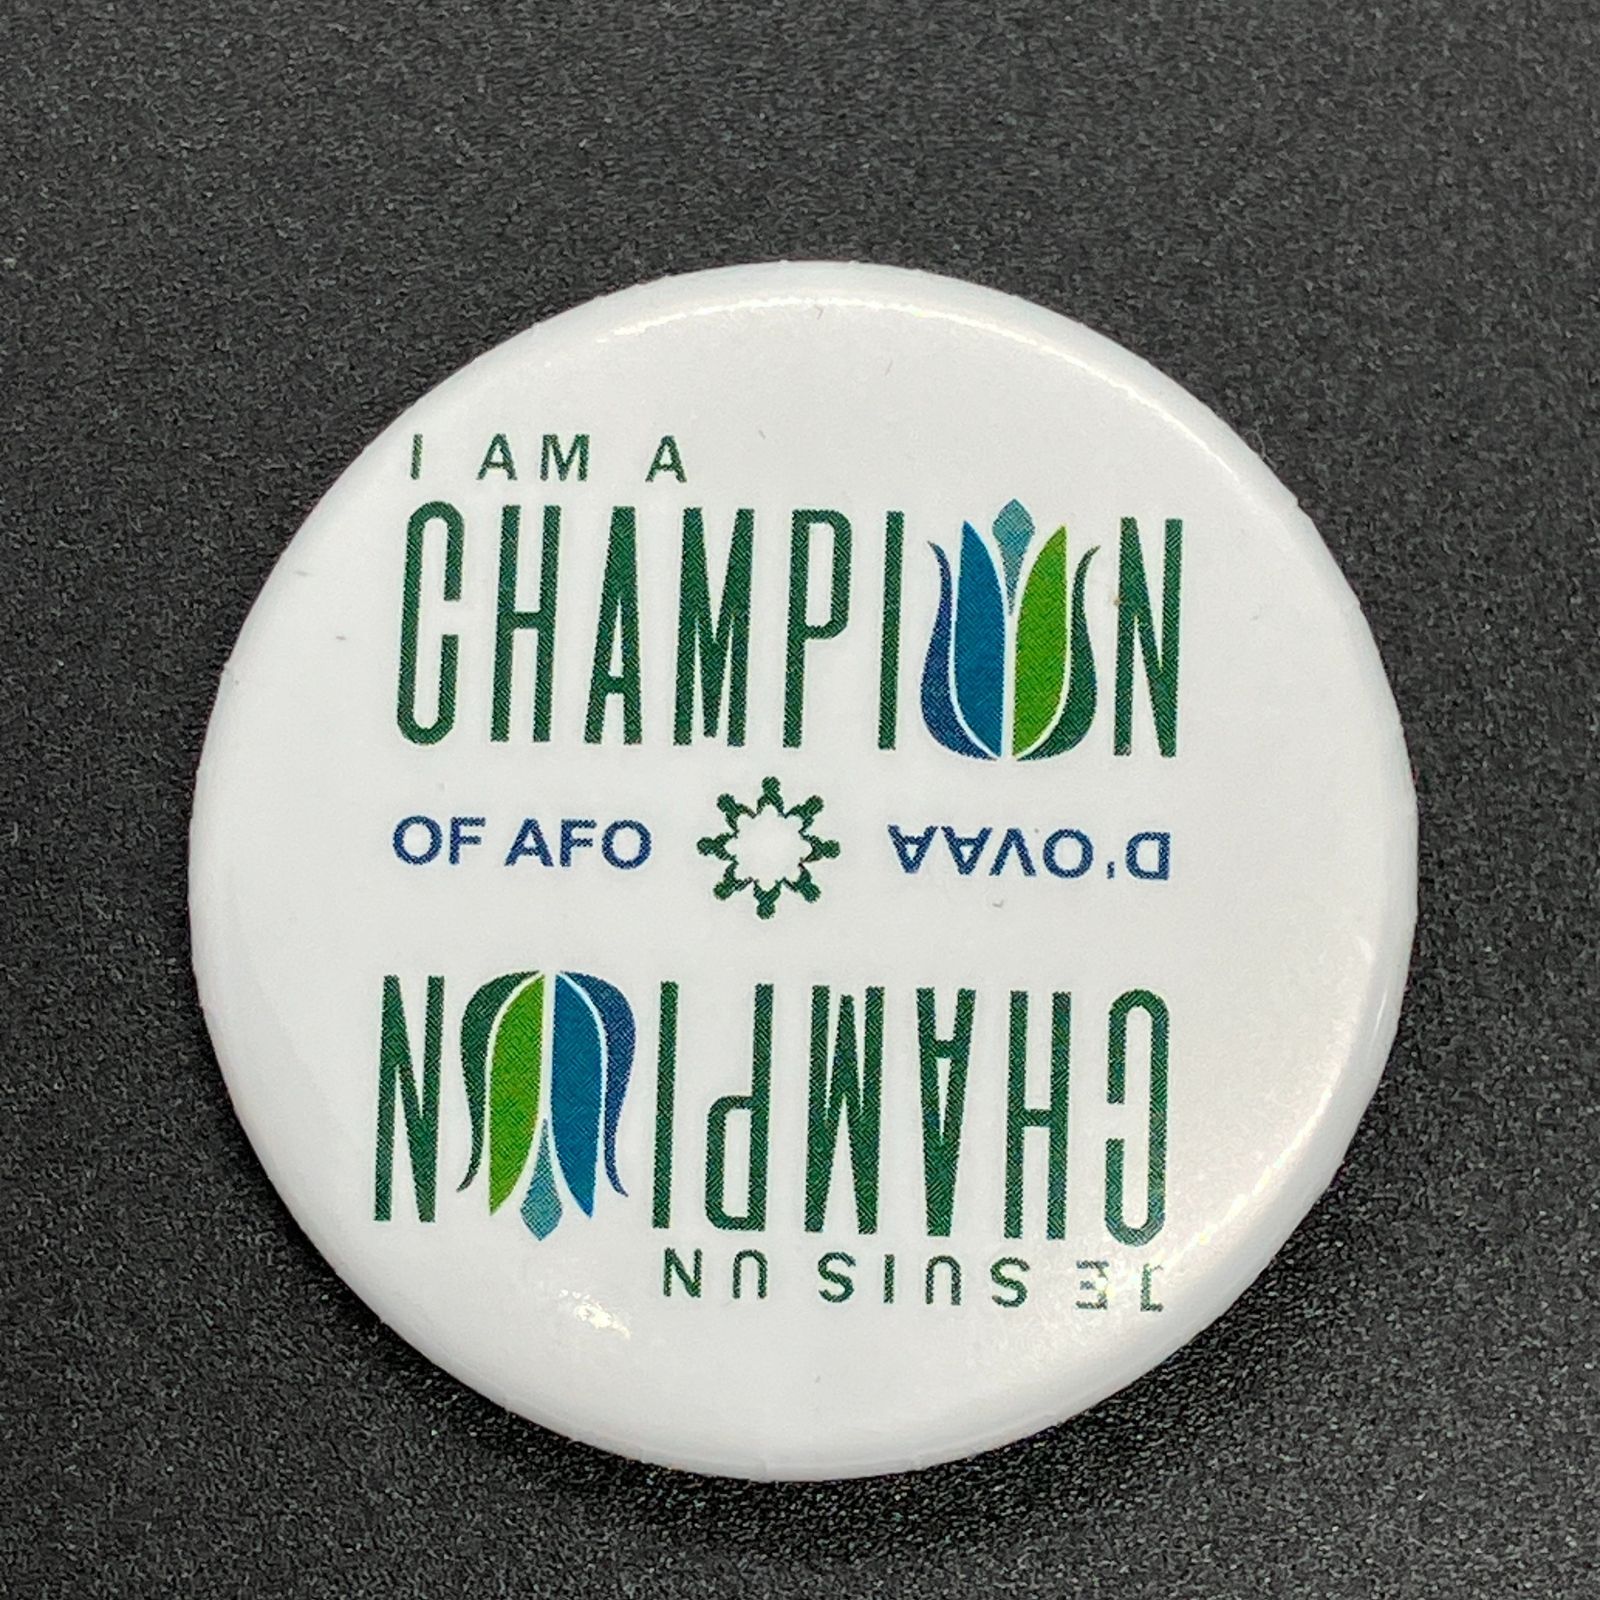 I AM A
CHAMPION
OF AFO
JE SUIS UN
CHAMPION
D'OVAA